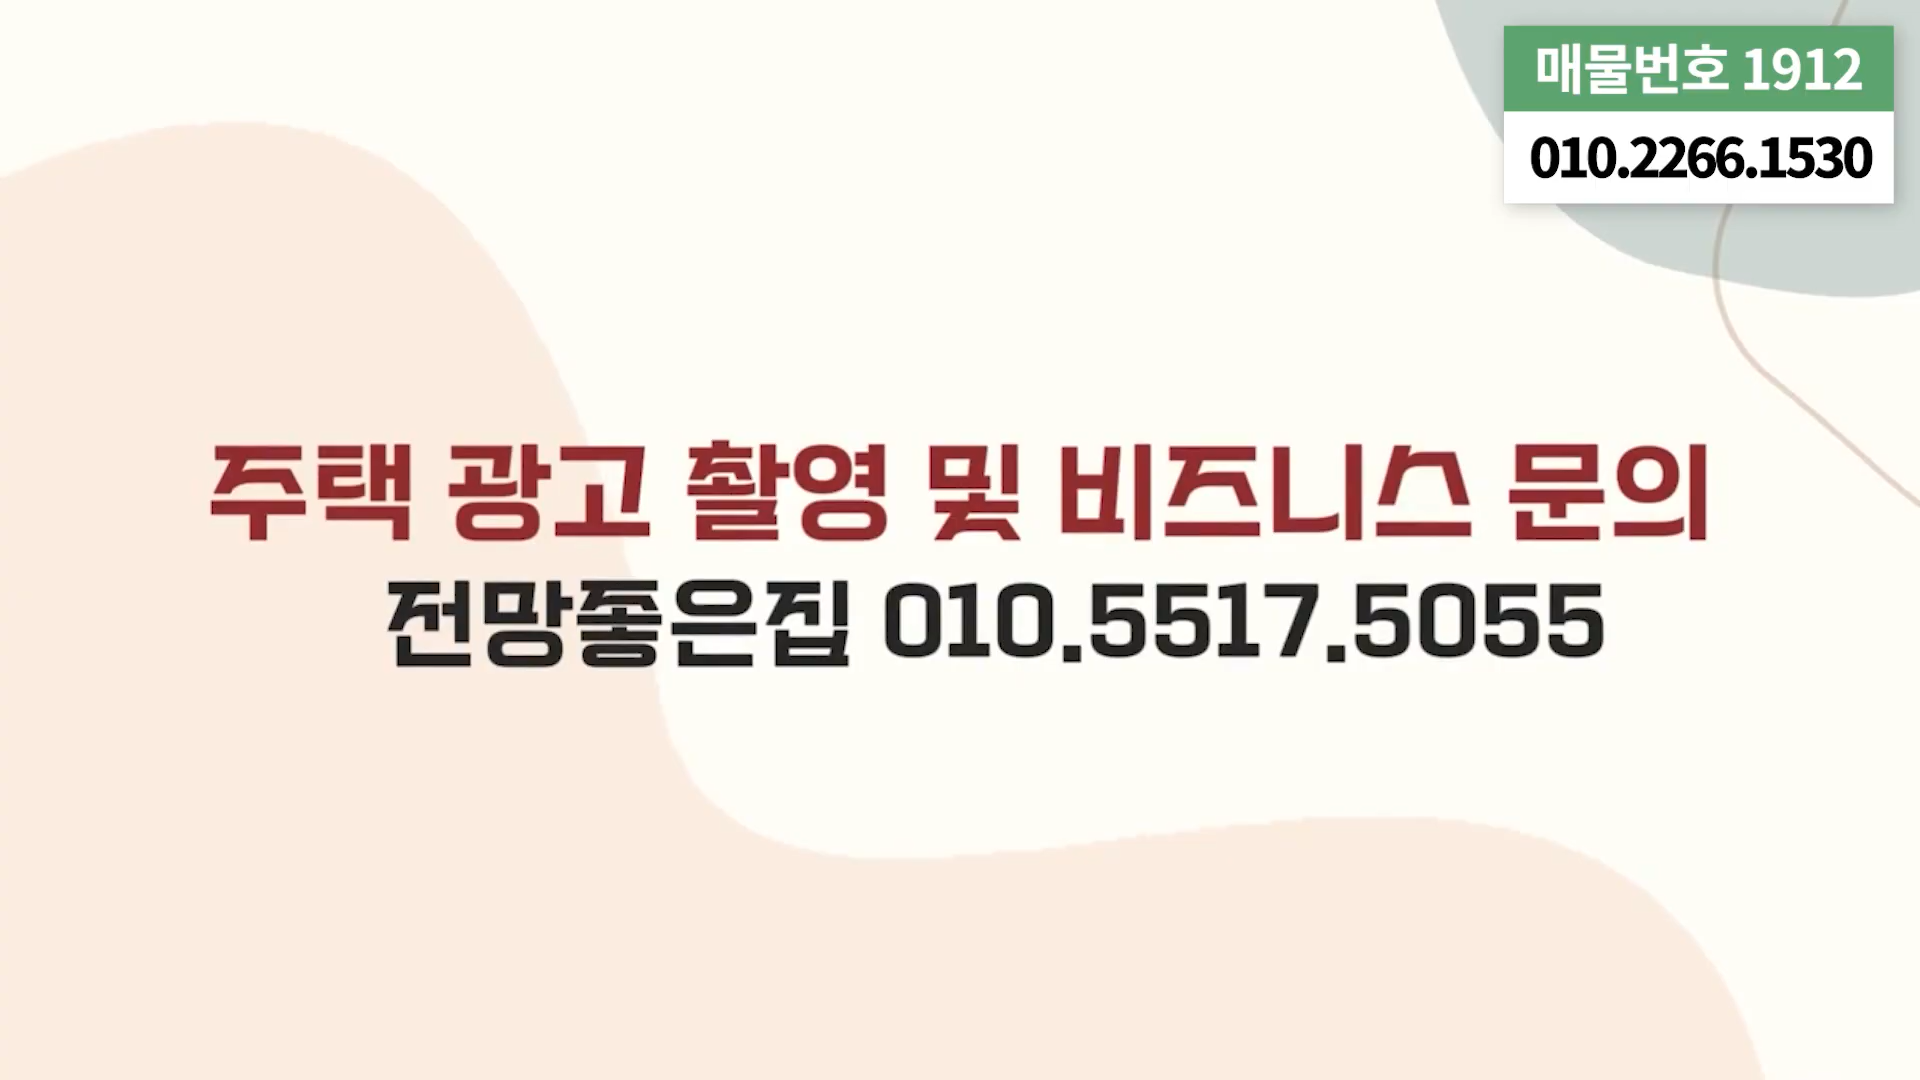 매물번호 1912
010.2266.1530
주택 광고 촬영 및 비즈니스 문의
전망좋은집 010.5517.5055